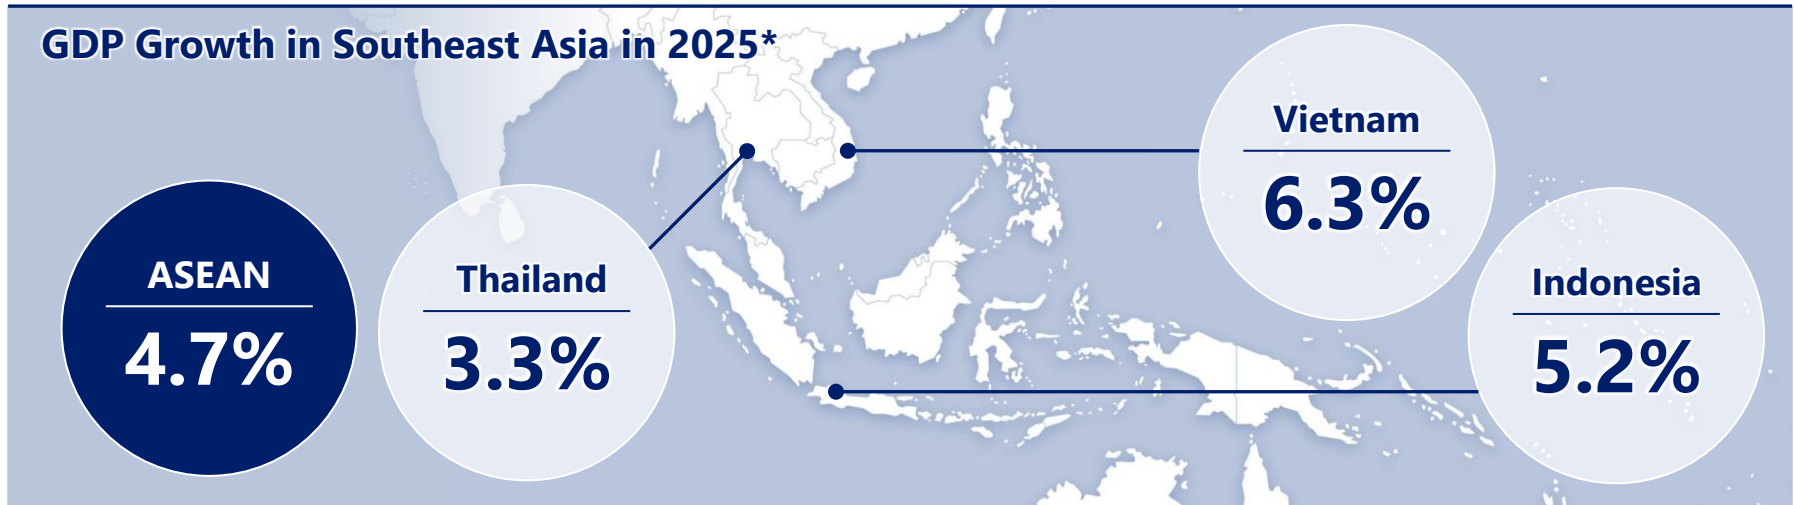 GDP Growth in Southeast Asia in 2025*
ASEAN
4.7%
Thailand
3.3%
Vietnam
6.3%
Indonesia
5.2%